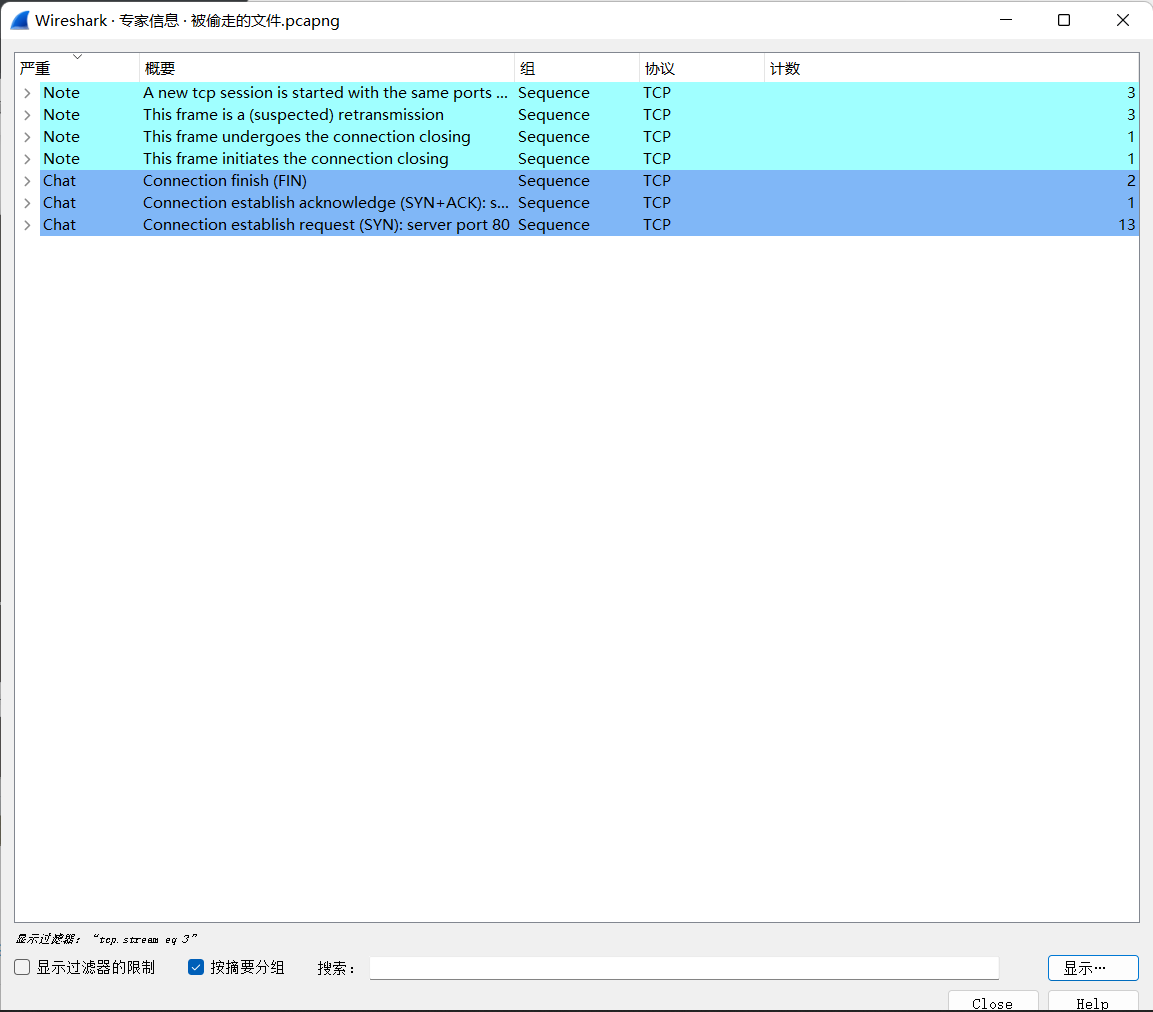 Wireshark · 专家信息 · 被偷走的文件.pcapng
严重 概要 组 协议 计数
Note A new tcp session is started with the same ports ... Sequence TCP 3
Note This frame is a (suspected) retransmission Sequence TCP 3
Note This frame undergoes the connection closing Sequence TCP 1
Note This frame initiates the connection closing Sequence TCP 1
Chat Connection finish (FIN) Sequence TCP 2
Chat Connection establish acknowledge (SYN+ACK): s... Sequence TCP 1
Chat Connection establish request (SYN): server port 80 Sequence TCP 13
显示过滤器: “tcp.stream eq 3”
显示过滤器的限制 按摘要分组 搜索: 显示…
Close Help